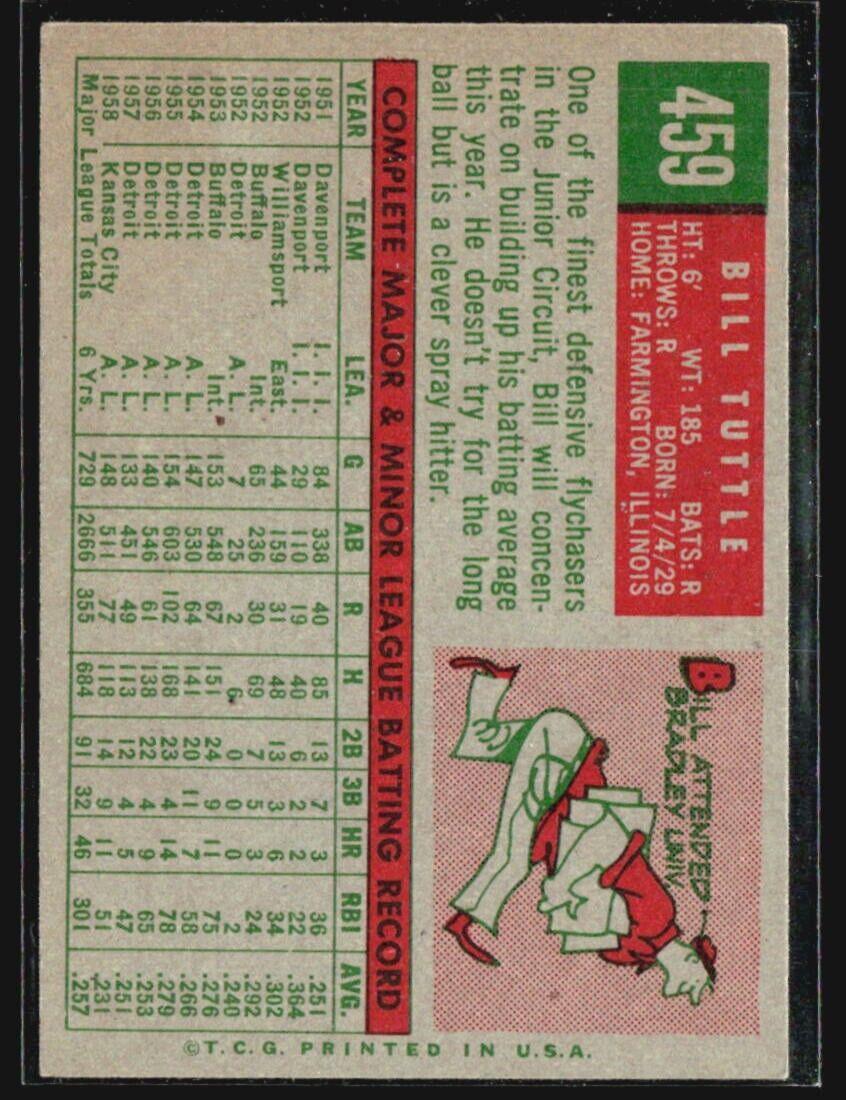 459
BILL TUTTLE
HT: 6' WT: 185 BATS: R
THROWS: R BORN: 7/4/29
HOME: FARMINGTON, ILLINOIS
One of the finest defensive flychasers
in the Junior Circuit, Bill will concen-
trate on building up his batting average
this year. He doesn't try for the long
ball but is a clever spray hitter.
BILL ATTENDED
BRADLEY UNIV.
COMPLETE MAJOR & MINOR LEAGUE BATTING RECORD
YEAR TEAM LEA. G AB R H 2B 3B HR RBI AVG.
1951 Davenport I. I. I. 84 338 40 85 13 7 3 36 .251
1952 Davenport I. I. I. 29 110 19 40 6 2 2 22 .364
1952 Williamsport East. 44 159 31 48 13 3 6 34 .302
1952 Buffalo Int. 65 236 30 69 7 5 3 24 .292
1952 Detroit A. L. 7 25 2 6 0 0 0 2 .240
1953 Buffalo Int. 153 548 67 151 24 9 11 75 .276
1954 Detroit A. L. 147 530 64 141 20 11 7 58 .266
1955 Detroit A. L. 154 603 102 168 23 4 14 78 .279
1956 Detroit A. L. 140 546 61 138 22 4 9 65 .253
1957 Detroit A. L. 133 451 49 113 12 4 5 47 .251
1958 Kansas City A. L. 148 511 77 118 14 9 11 51 .231
Major League Totals 6 Yrs. 729 2666 355 684 91 32 46 301 .257
©T.C.G. PRINTED IN U.S.A.